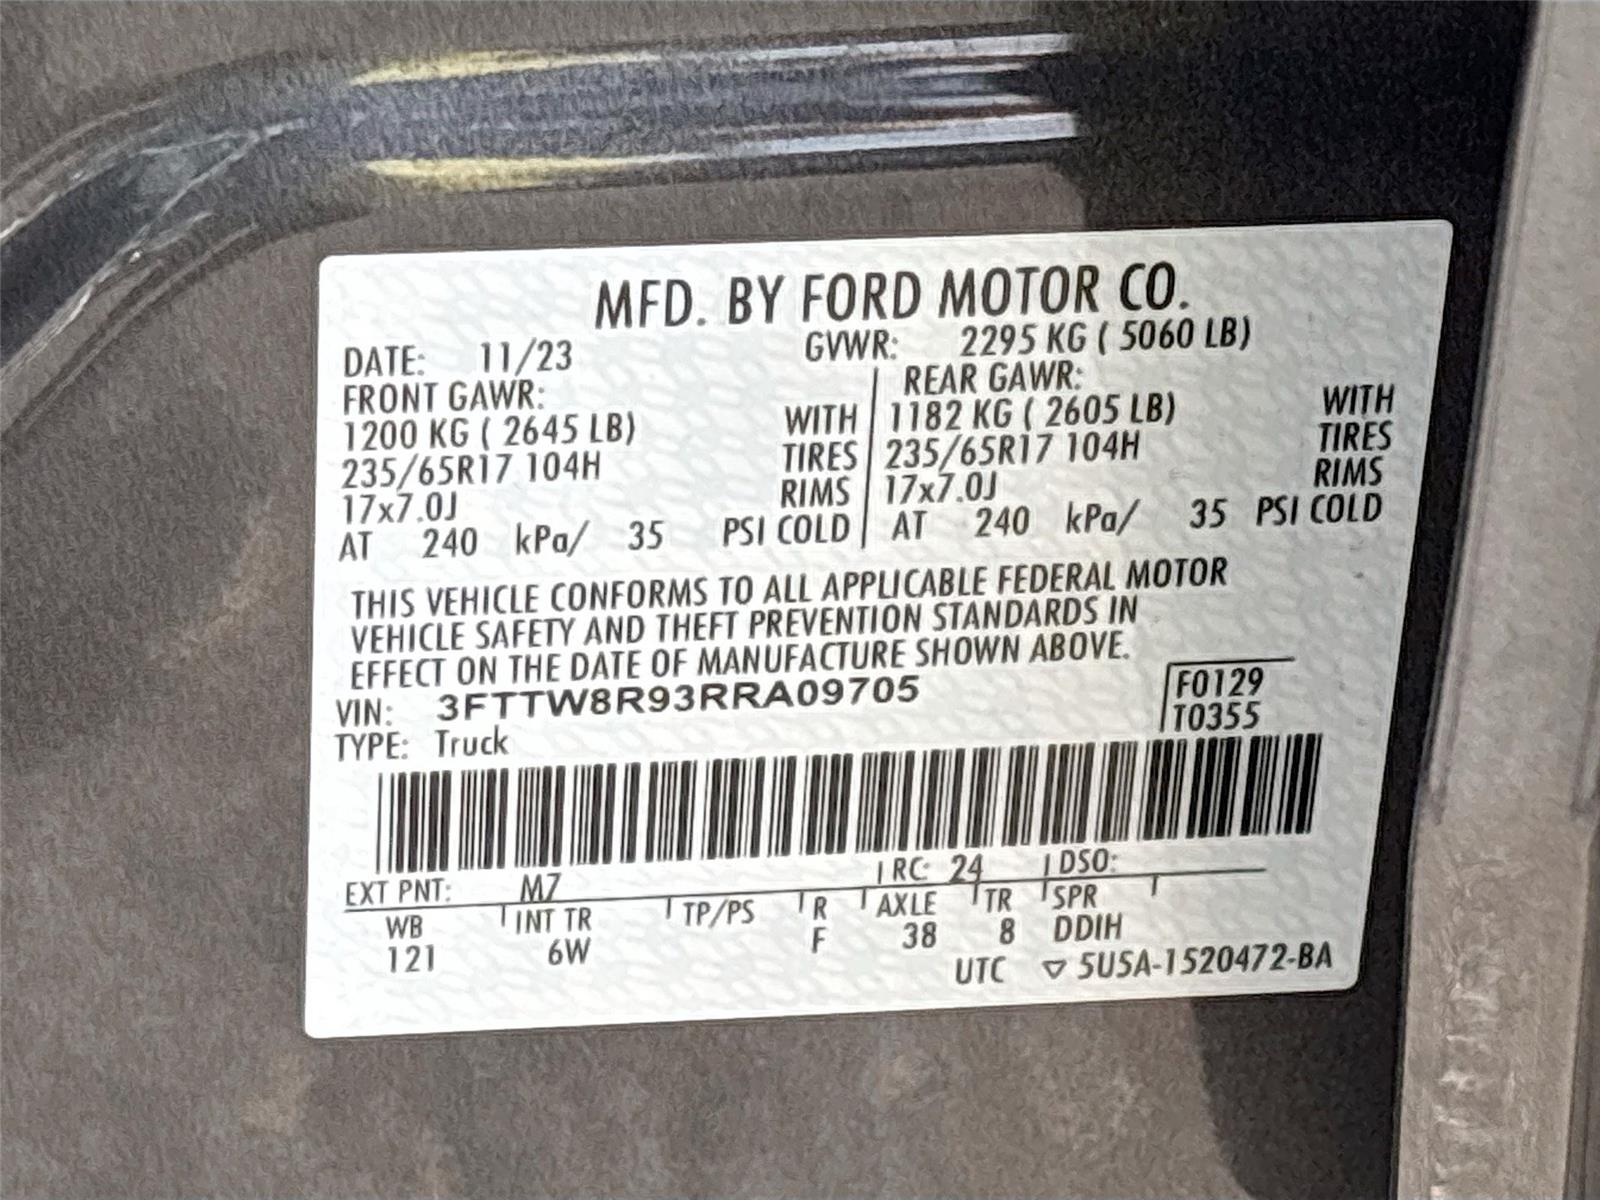 MFD. BY FORD MOTOR CO.
DATE: 11/23 GVWR: 2295 KG ( 5060 LB)
FRONT GAWR: REAR GAWR:
1200 KG ( 2645 LB) WITH 1182 KG ( 2605 LB) WITH
235/65R17 104H TIRES 235/65R17 104H TIRES
17x7.0J RIMS 17x7.0J RIMS
AT 240 kPa/ 35 PSI COLD AT 240 kPa/ 35 PSI COLD
THIS VEHICLE CONFORMS TO ALL APPLICABLE FEDERAL MOTOR
VEHICLE SAFETY AND THEFT PREVENTION STANDARDS IN
EFFECT ON THE DATE OF MANUFACTURE SHOWN ABOVE.
VIN: 3FTTW8R93RRA09705 F0129
TYPE: Truck T0355
EXT PNT: M7 RC: 24 DSO:
WB INT TR TP/PS R AXLE TR SPR
121 6W F 38 8 DDIH
UTC ▽ 5U5A-1520472-BA